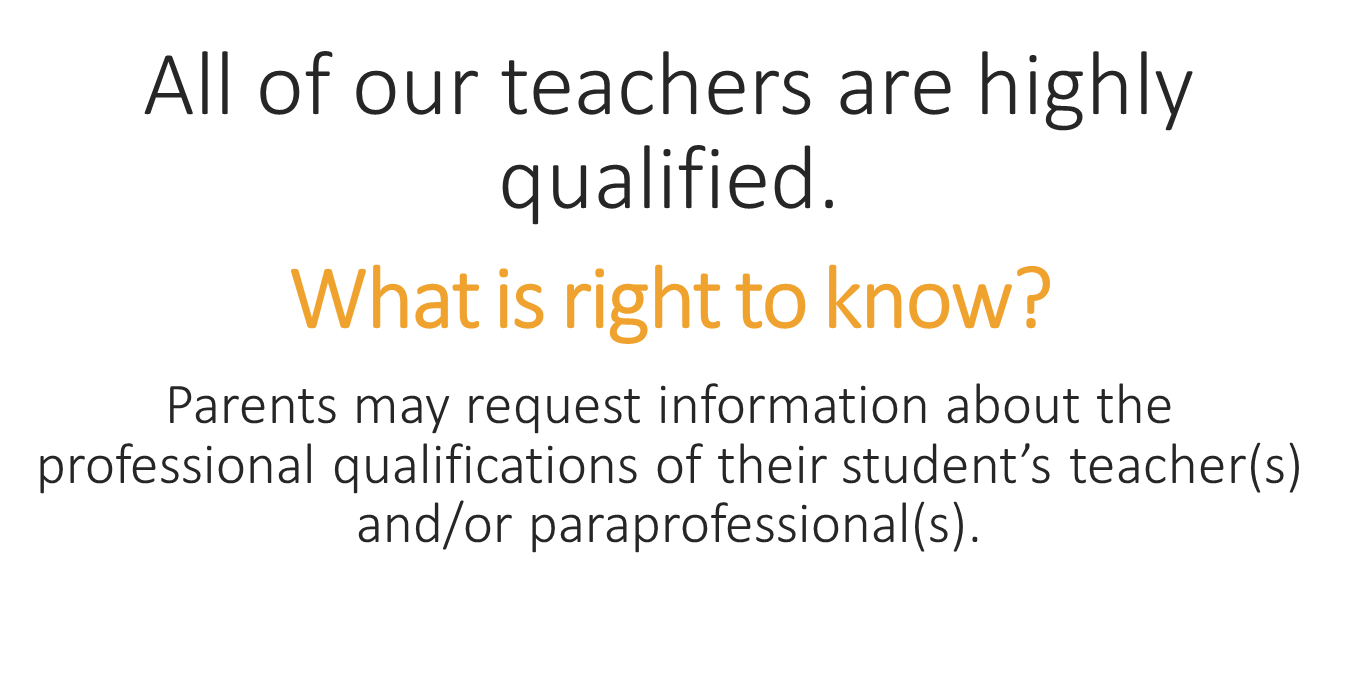 All of our teachers are highly
qualified.
What is right to know?
Parents may request information about the
professional qualifications of their student’s teacher(s)
and/or paraprofessional(s).